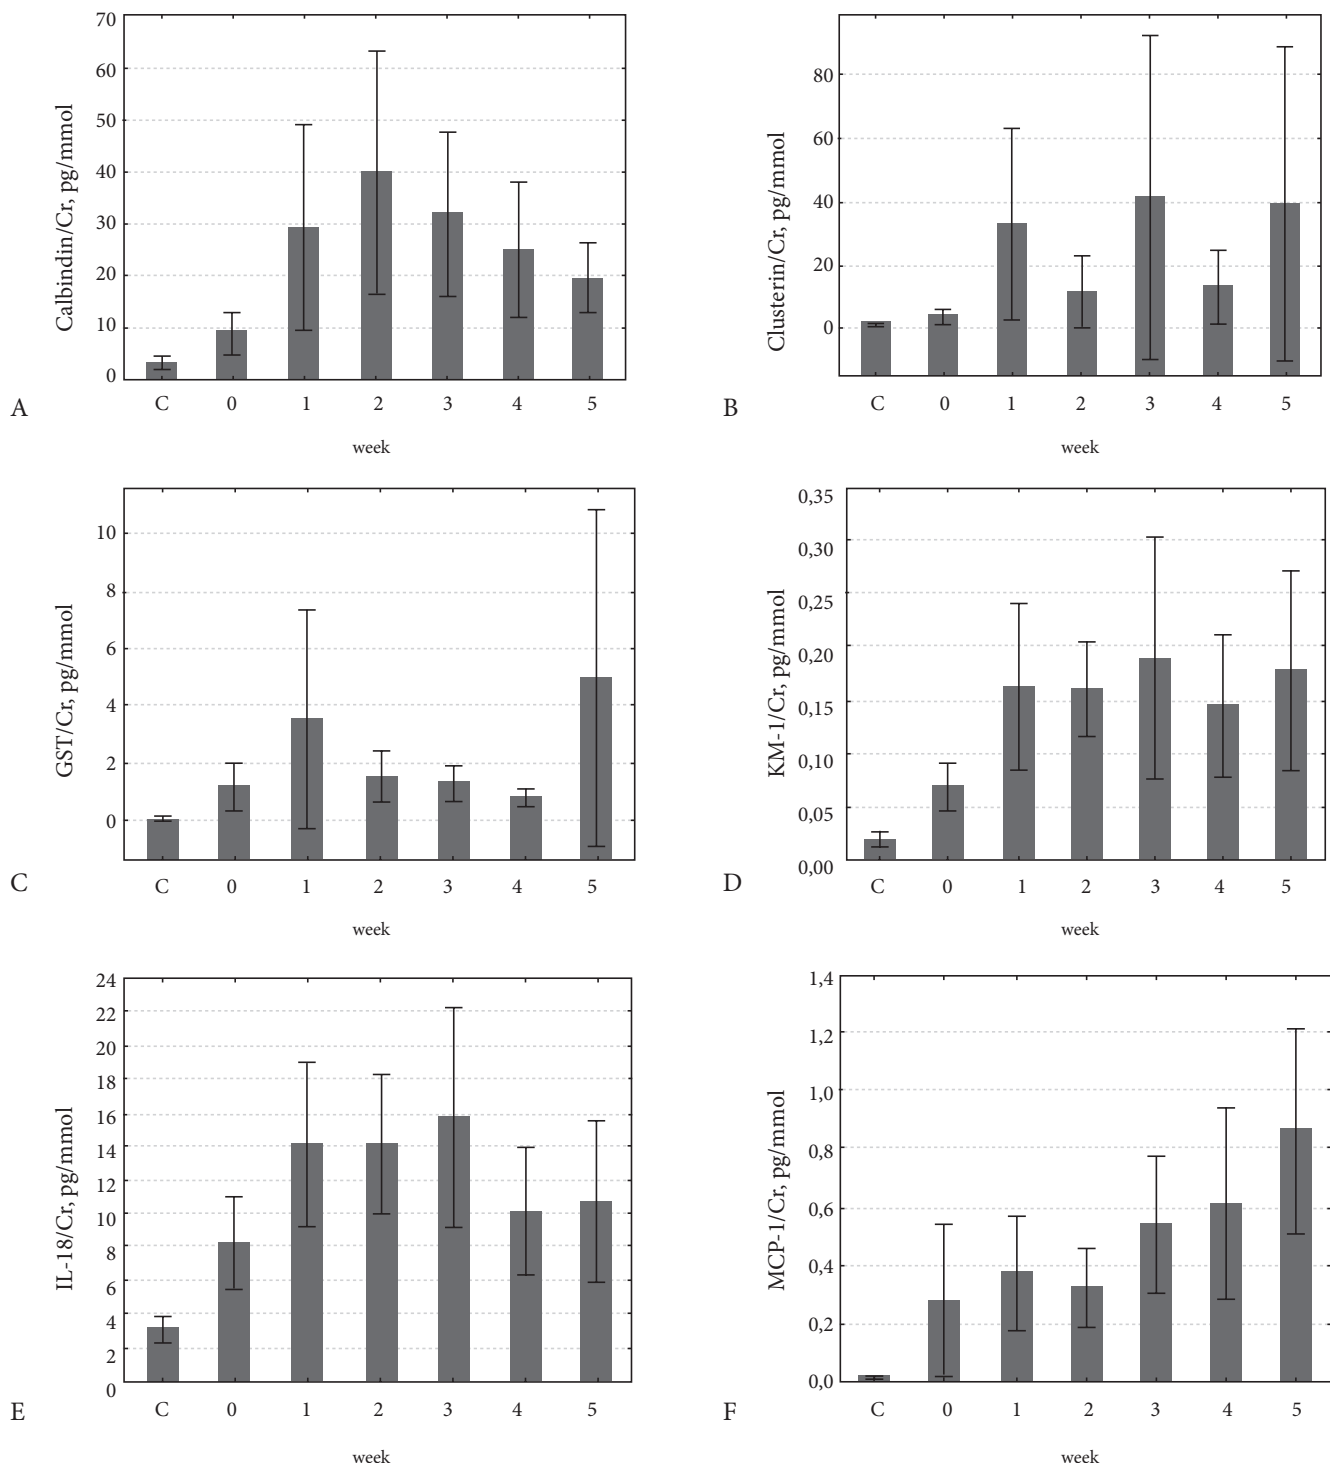 70
60
50
40
30
20
10
0
Calbindin/Cr, pg/mmol
C 0 1 2 3 4 5
week
A
80
60
40
20
0
Clusterin/Cr, pg/mmol
C 0 1 2 3 4 5
week
B
10
8
6
4
2
0
GST/Cr, pg/mmol
C 0 1 2 3 4 5
week
C
0,35
0,30
0,25
0,20
0,15
0,10
0,05
0,00
KM-1/Cr, pg/mmol
C 0 1 2 3 4 5
week
D
24
22
20
18
16
14
12
10
8
6
4
2
0
IL-18/Cr, pg/mmol
C 0 1 2 3 4 5
week
E
1,4
1,2
1,0
0,8
0,6
0,4
0,2
0,0
MCP-1/Cr, pg/mmol
C 0 1 2 3 4 5
week
F